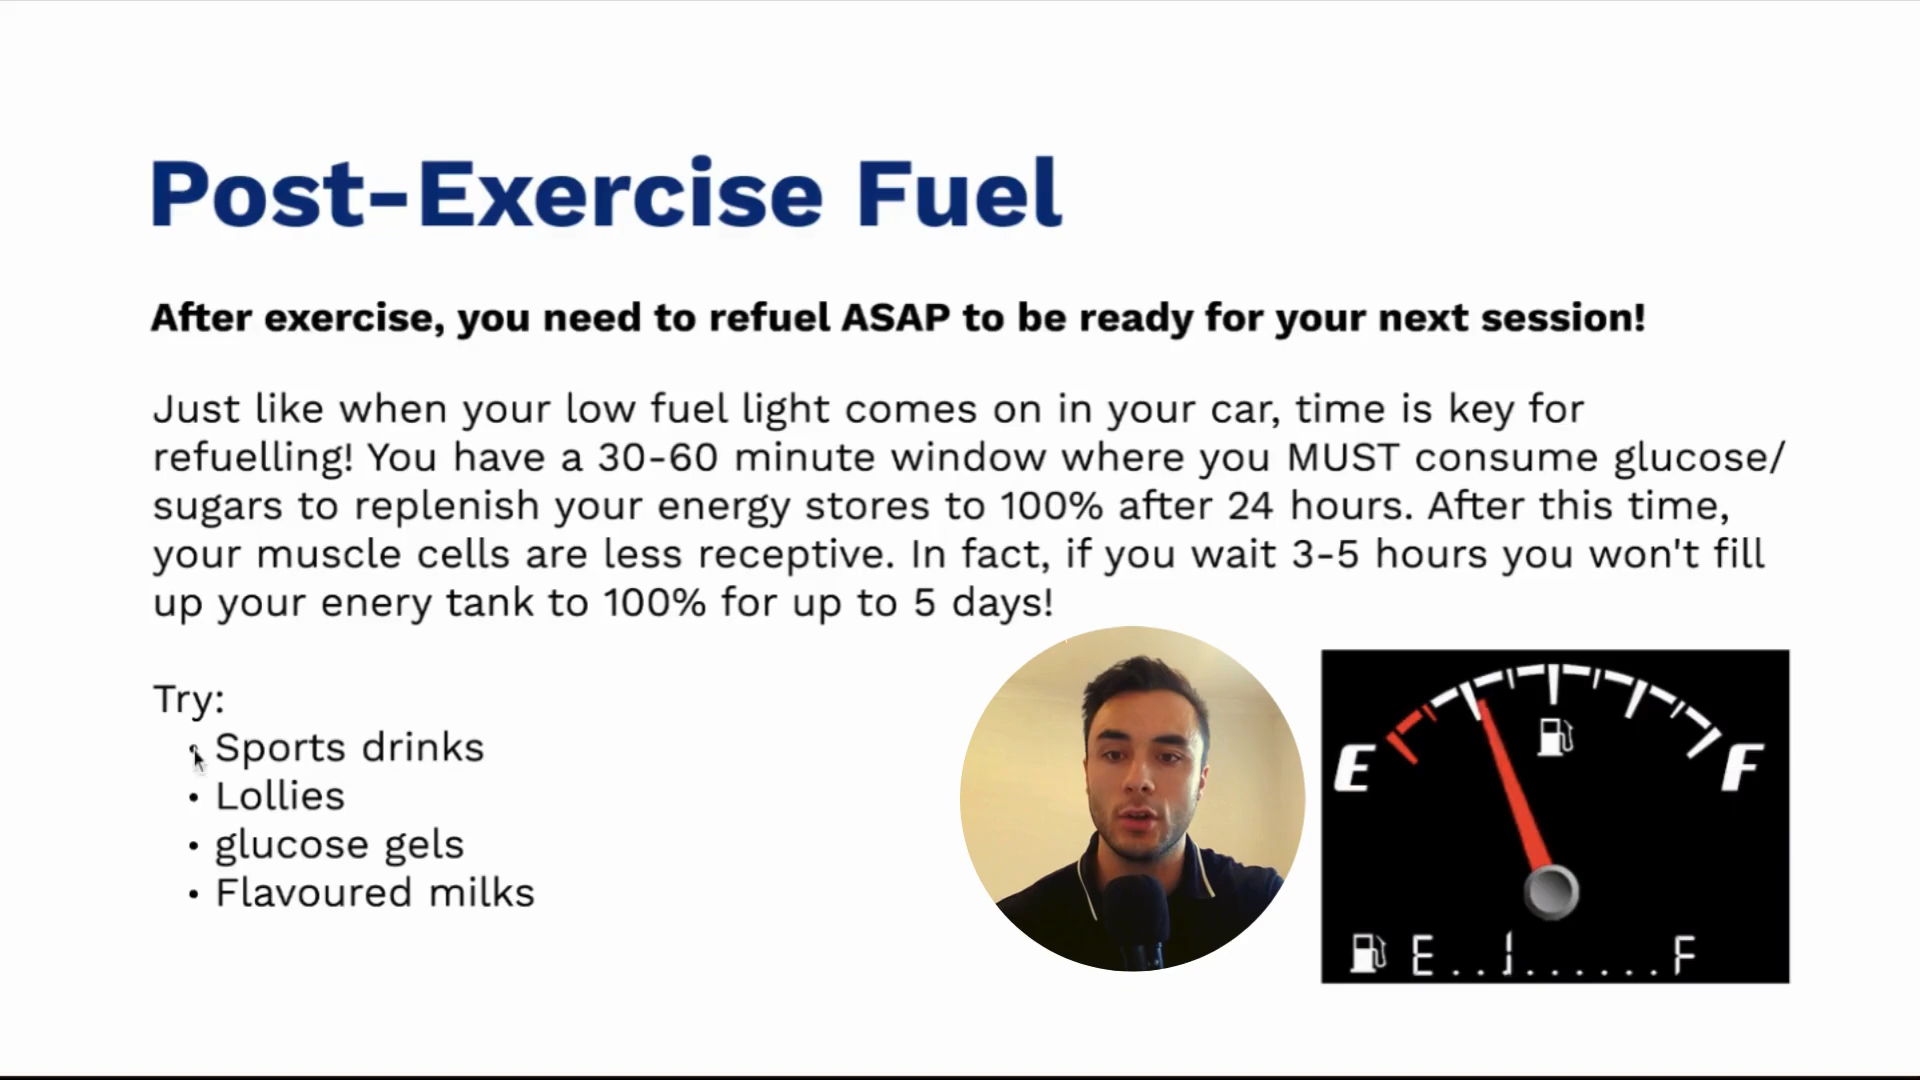 Post-Exercise Fuel
After exercise, you need to refuel ASAP to be ready for your next session!
Just like when your low fuel light comes on in your car, time is key for
refuelling! You have a 30-60 minute window where you MUST consume glucose/
sugars to replenish your energy stores to 100% after 24 hours. After this time,
your muscle cells are less receptive. In fact, if you wait 3-5 hours you won't fill
up your enery tank to 100% for up to 5 days!
Try:
• Sports drinks
• Lollies
• glucose gels
• Flavoured milks
E F
E F